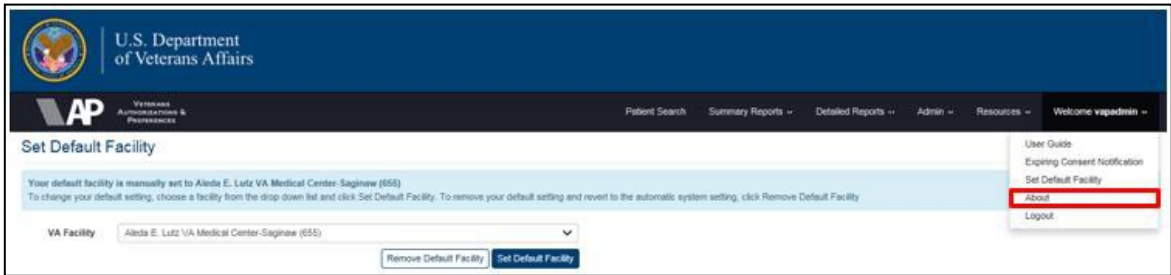 U.S. Department
of Veterans Affairs
VAP
VETERANS
AUTHORIZATIONS &
PREFERENCES
Patient Search Summary Reports Detailed Reports Admin Resources Welcome vapadmin
Set Default Facility
User Guide
Expiring Consent Notification
Set Default Facility
About
Logout
Your default facility is manually set to Aleda E. Lutz VA Medical Center-Saginaw (655)
To change your default setting, choose a facility from the drop down list and click Set Default Facility. To remove your default setting and revert to the automatic system setting, click Remove Default Facility
VA Facility Aleda E. Lutz VA Medical Center-Saginaw (655)
Remove Default Facility Set Default Facility